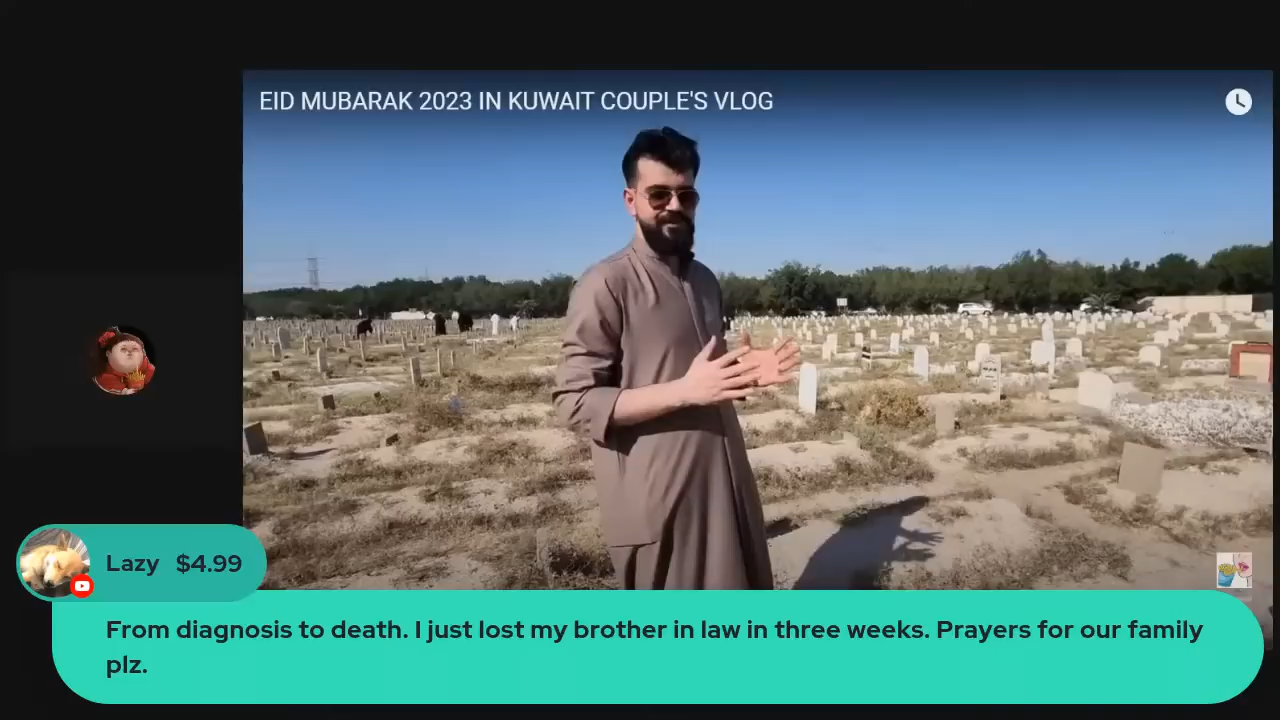 EID MUBARAK 2023 IN KUWAIT COUPLE'S VLOG
Lazy $4.99
From diagnosis to death. I just lost my brother in law in three weeks. Prayers for our family
plz.